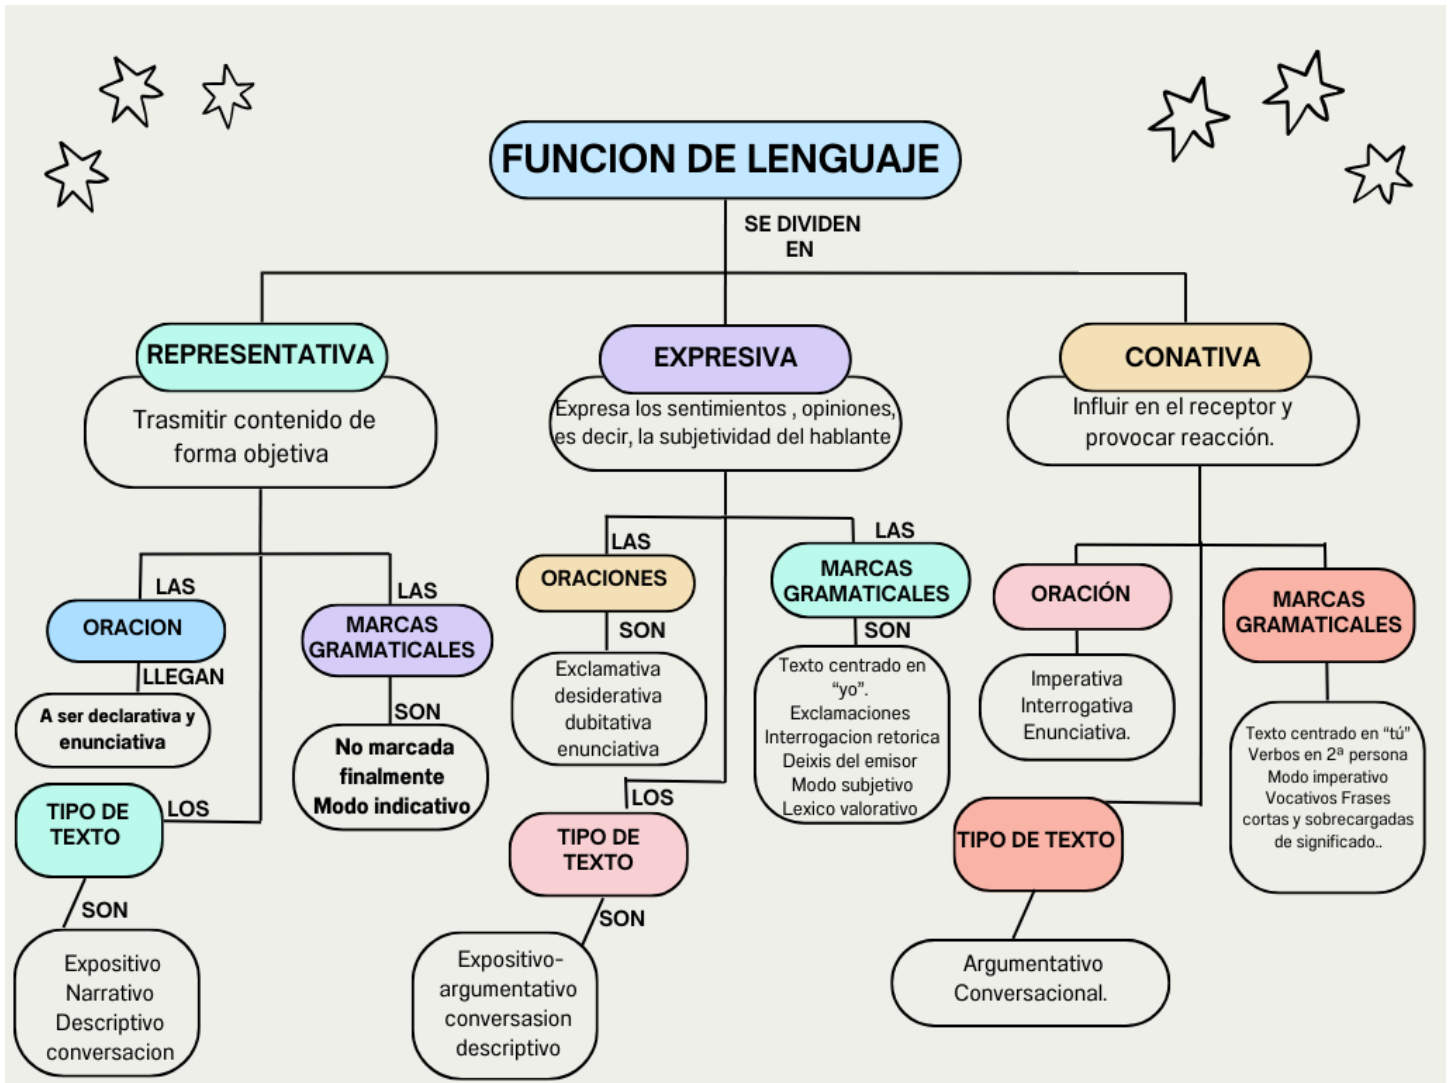 FUNCION DE LENGUAJE
SE DIVIDEN
EN
REPRESENTATIVA
Trasmitir contenido de
forma objetiva
LAS
ORACION
LLEGAN
A ser declarativa y
enunciativa
LAS
MARCAS
GRAMATICALES
SON
No marcada
finalmente
Modo indicativo
LOS
TIPO DE
TEXTO
SON
Expositivo
Narrativo
Descriptivo
conversacion
EXPRESIVA
Expresa los sentimientos , opiniones,
es decir, la subjetividad del hablante
LAS
ORACIONES
SON
Exclamativa
desiderativa
dubitativa
enunciativa
LAS
MARCAS
GRAMATICALES
SON
Texto centrado en
“yo”.
Exclamaciones
Interrogacion retorica
Deixis del emisor
Modo subjetivo
Lexico valorativo
LOS
TIPO DE
TEXTO
SON
Expositivo-
argumentativo
conversasion
descriptivo
CONATIVA
Influir en el receptor y
provocar reacción.
ORACIÓN
Imperativa
Interrogativa
Enunciativa.
MARCAS
GRAMATICALES
Texto centrado en “tú”
Verbos en 2ª persona
Modo imperativo
Vocativos Frases
cortas y sobrecargadas
de significado..
TIPO DE TEXTO
Argumentativo
Conversacional.